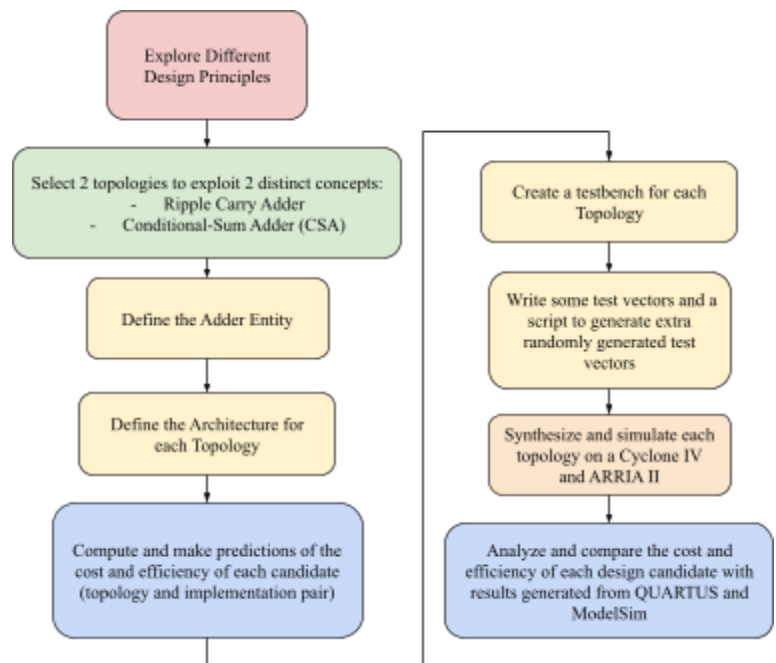 Explore Different
Design Principles
Select 2 topologies to exploit 2 distinct concepts:
- Ripple Carry Adder
- Conditional-Sum Adder (CSA)
Define the Adder Entity
Define the Architecture for
each Topology
Compute and make predictions of the
cost and efficiency of each candidate
(topology and implementation pair)
Create a testbench for each
Topology
Write some test vectors and a
script to generate extra
randomly generated test
vectors
Synthesize and simulate each
topology on a Cyclone IV
and ARRIA II
Analyze and compare the cost and
efficiency of each design candidate with
results generated from QUARTUS and
ModelSim